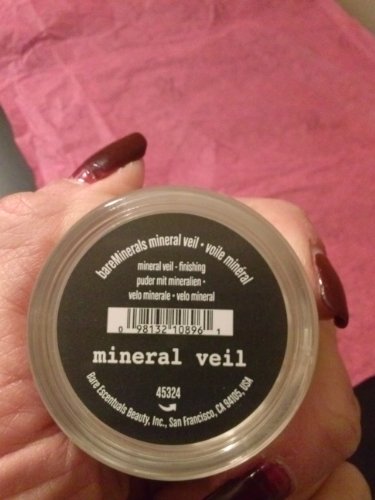 bareMinerals mineral veil • voile minéral
mineral veil - finishing
puder mit mineralien •
velo minerale • velo mineral
0 98132 10896 1
mineral veil
45324
Bare Escentuals Beauty, Inc., San Francisco, CA 94105, USA